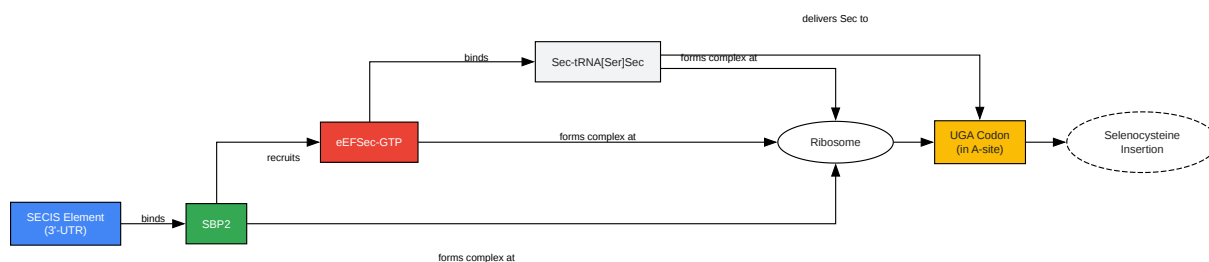 delivers Sec to
binds
Sec-tRNA[Ser]Sec
forms complex at
eEFSec-GTP
forms complex at
Ribosome
UGA Codon
(in A-site)
Selenocysteine
Insertion
recruits
SECIS Element
(3'-UTR)
binds
SBP2
forms complex at